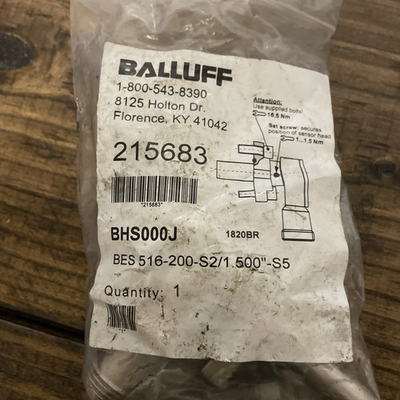 BALLUFF
1-800-543-8390
8125 Holton Dr.
Florence, KY 41042
Attention:
Use supplied bolts!
16,5 Nm
Set screw: secures
position of sensor head
1...1,5 Nm
215683
*215683*
BHS000J 1820BR
BES 516-200-S2/1.500"-S5
Quantity: 1